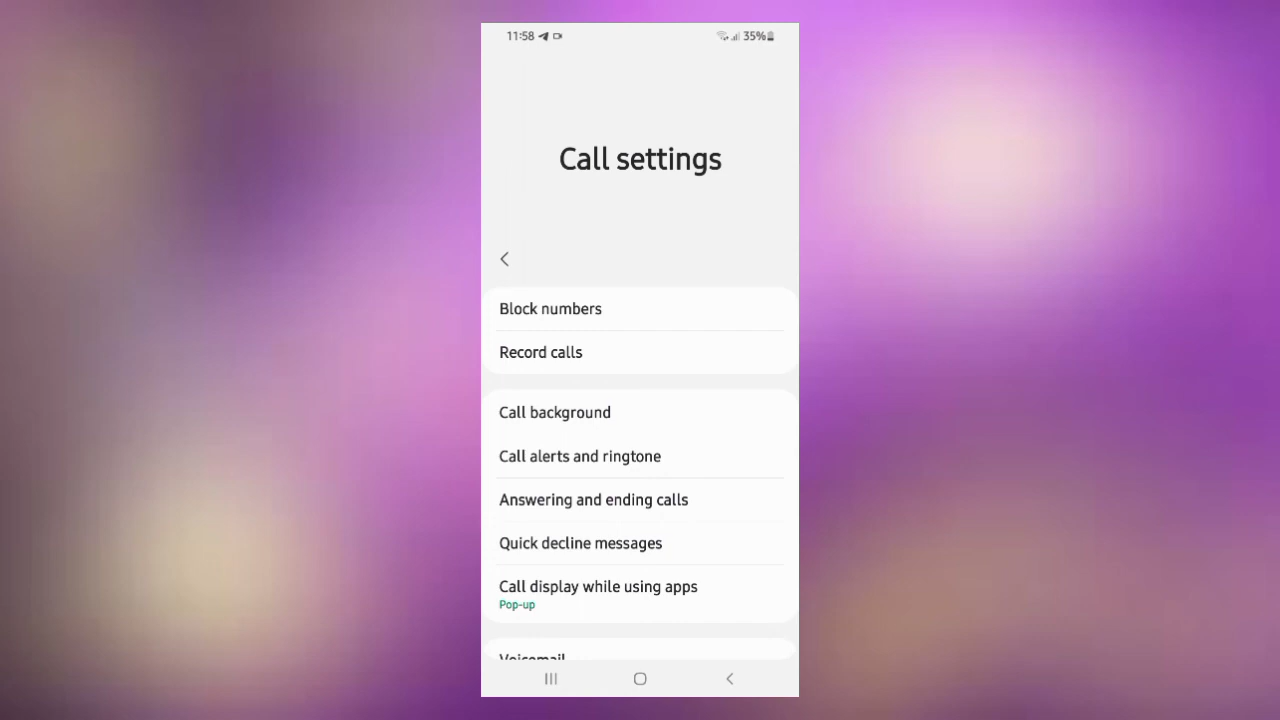 11:58 35%
Call settings
Block numbers
Record calls
Call background
Call alerts and ringtone
Answering and ending calls
Quick decline messages
Call display while using apps
Pop-up
Voicemail